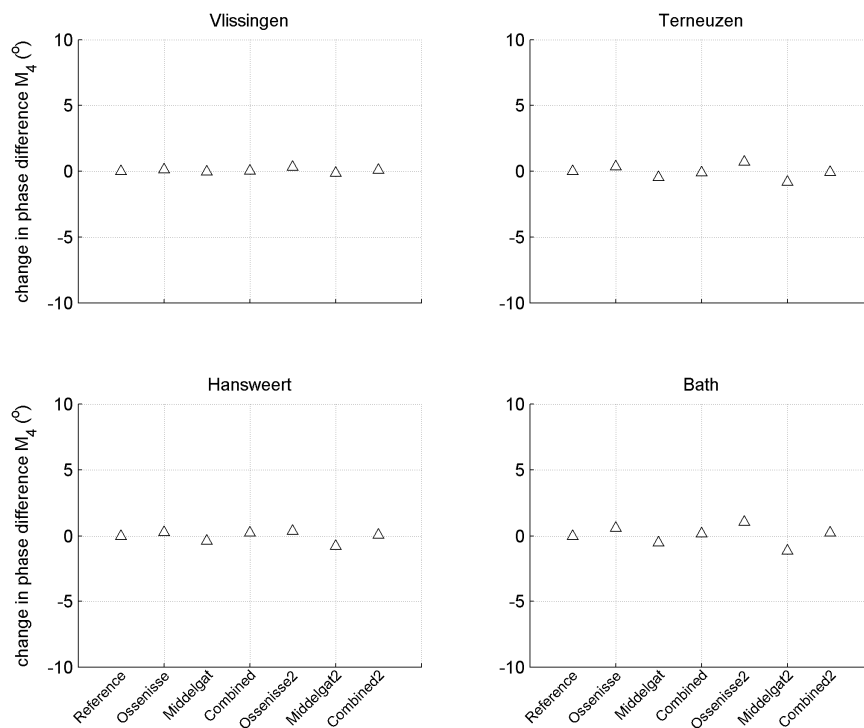 Vlissingen
10
5
0
-5
-10
change in phase difference M4 (o)
Terneuzen
10
5
0
-5
-10
Hansweert
10
5
0
-5
-10
change in phase difference M4 (o)
Reference
Ossenisse
Middelgat
Combined
Ossenisse2
Middelgat2
Combined2
Bath
10
5
0
-5
-10
Reference
Ossenisse
Middelgat
Combined
Ossenisse2
Middelgat2
Combined2